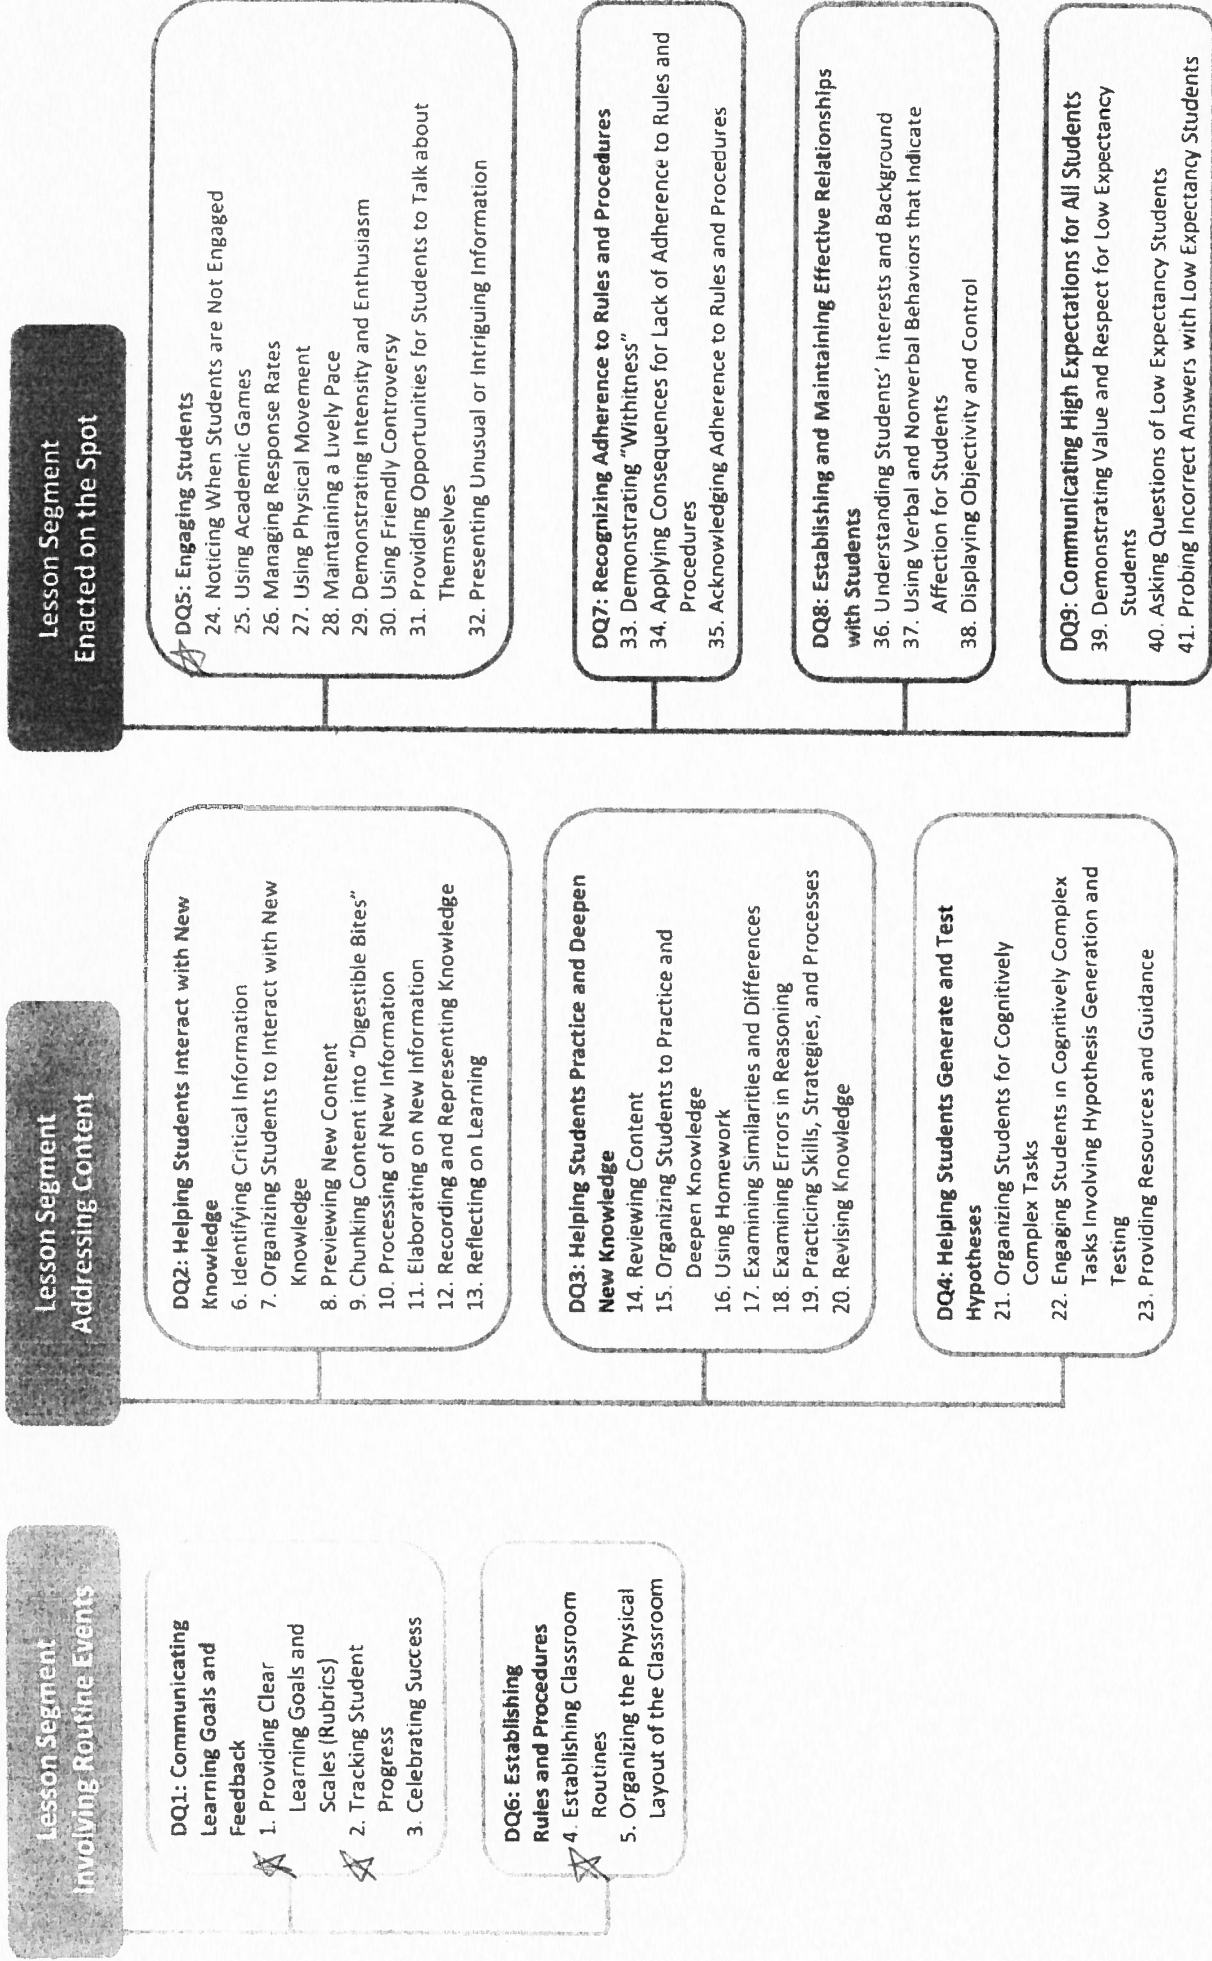 Lesson Segment
Involving Routine Events
DQ1: Communicating
Learning Goals and
Feedback
1. Providing Clear
Learning Goals and
Scales (Rubrics)
2. Tracking Student
Progress
3. Celebrating Success
DQ6: Establishing
Rules and Procedures
4. Establishing Classroom
Routines
5. Organizing the Physical
Layout of the Classroom
Lesson Segment
Addressing Content
DQ2: Helping Students Interact with New
Knowledge
6. Identifying Critical Information
7. Organizing Students to Interact with New
Knowledge
8. Previewing New Content
9. Chunking Content into "Digestible Bites"
10. Processing of New Information
11. Elaborating on New Information
12. Recording and Representing Knowledge
13. Reflecting on Learning
DQ3: Helping Students Practice and Deepen
New Knowledge
14. Reviewing Content
15. Organizing Students to Practice and
Deepen Knowledge
16. Using Homework
17. Examining Similarities and Differences
18. Examining Errors in Reasoning
19. Practicing Skills, Strategies, and Processes
20. Revising Knowledge
DQ4: Helping Students Generate and Test
Hypotheses
21. Organizing Students for Cognitively
Complex Tasks
22. Engaging Students in Cognitively Complex
Tasks Involving Hypothesis Generation and
Testing
23. Providing Resources and Guidance
Lesson Segment
Enacted on the Spot
DQ5: Engaging Students
24. Noticing When Students are Not Engaged
25. Using Academic Games
26. Managing Response Rates
27. Using Physical Movement
28. Maintaining a Lively Pace
29. Demonstrating Intensity and Enthusiasm
30. Using Friendly Controversy
31. Providing Opportunities for Students to Talk about
Themselves
32. Presenting Unusual or Intriguing Information
DQ7: Recognizing Adherence to Rules and Procedures
33. Demonstrating "Withitness"
34. Applying Consequences for Lack of Adherence to Rules and
Procedures
35. Acknowledging Adherence to Rules and Procedures
DQ8: Establishing and Maintaining Effective Relationships
with Students
36. Understanding Students' Interests and Background
37. Using Verbal and Nonverbal Behaviors that Indicate
Affection for Students
38. Displaying Objectivity and Control
DQ9: Communicating High Expectations for All Students
39. Demonstrating Value and Respect for Low Expectancy
Students
40. Asking Questions of Low Expectancy Students
41. Probing Incorrect Answers with Low Expectancy Students